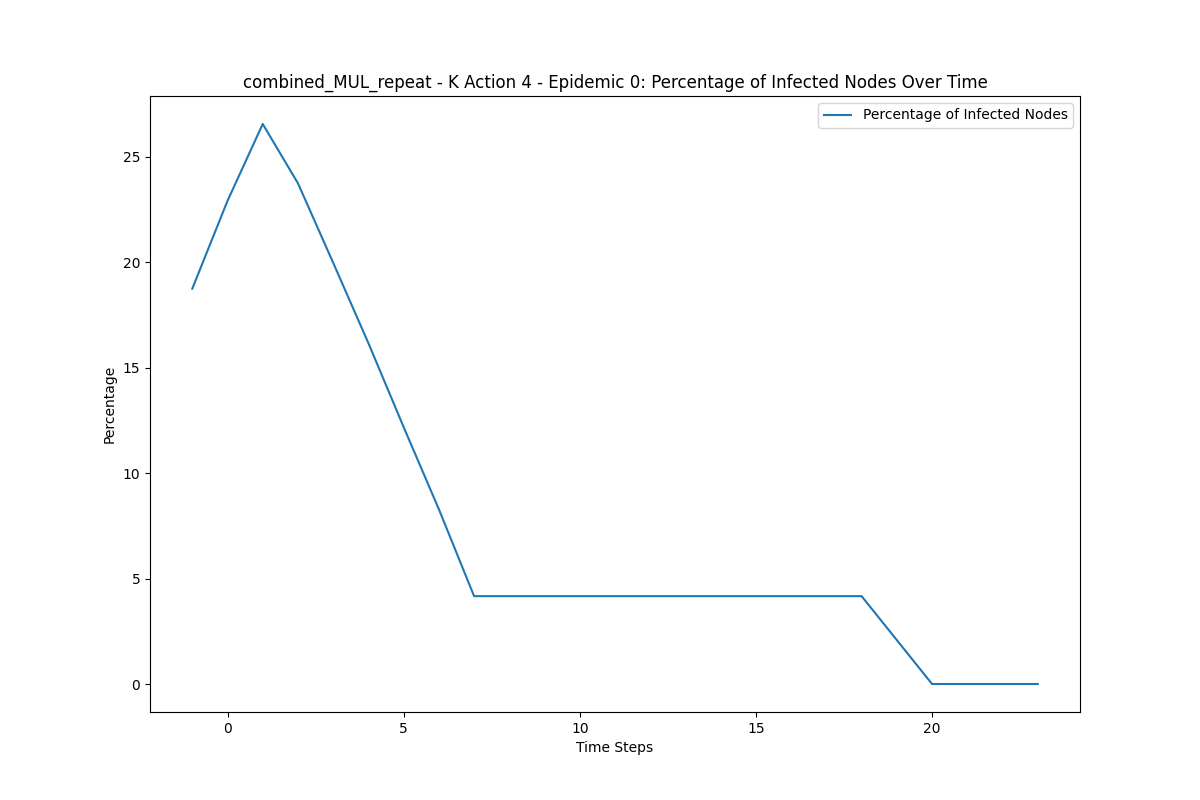 combined_MUL_repeat - K Action 4 - Epidemic 0: Percentage of Infected Nodes Over Time
Percentage of Infected Nodes
25
20
15
10
5
0
Percentage
0 5 10 15 20
Time Steps